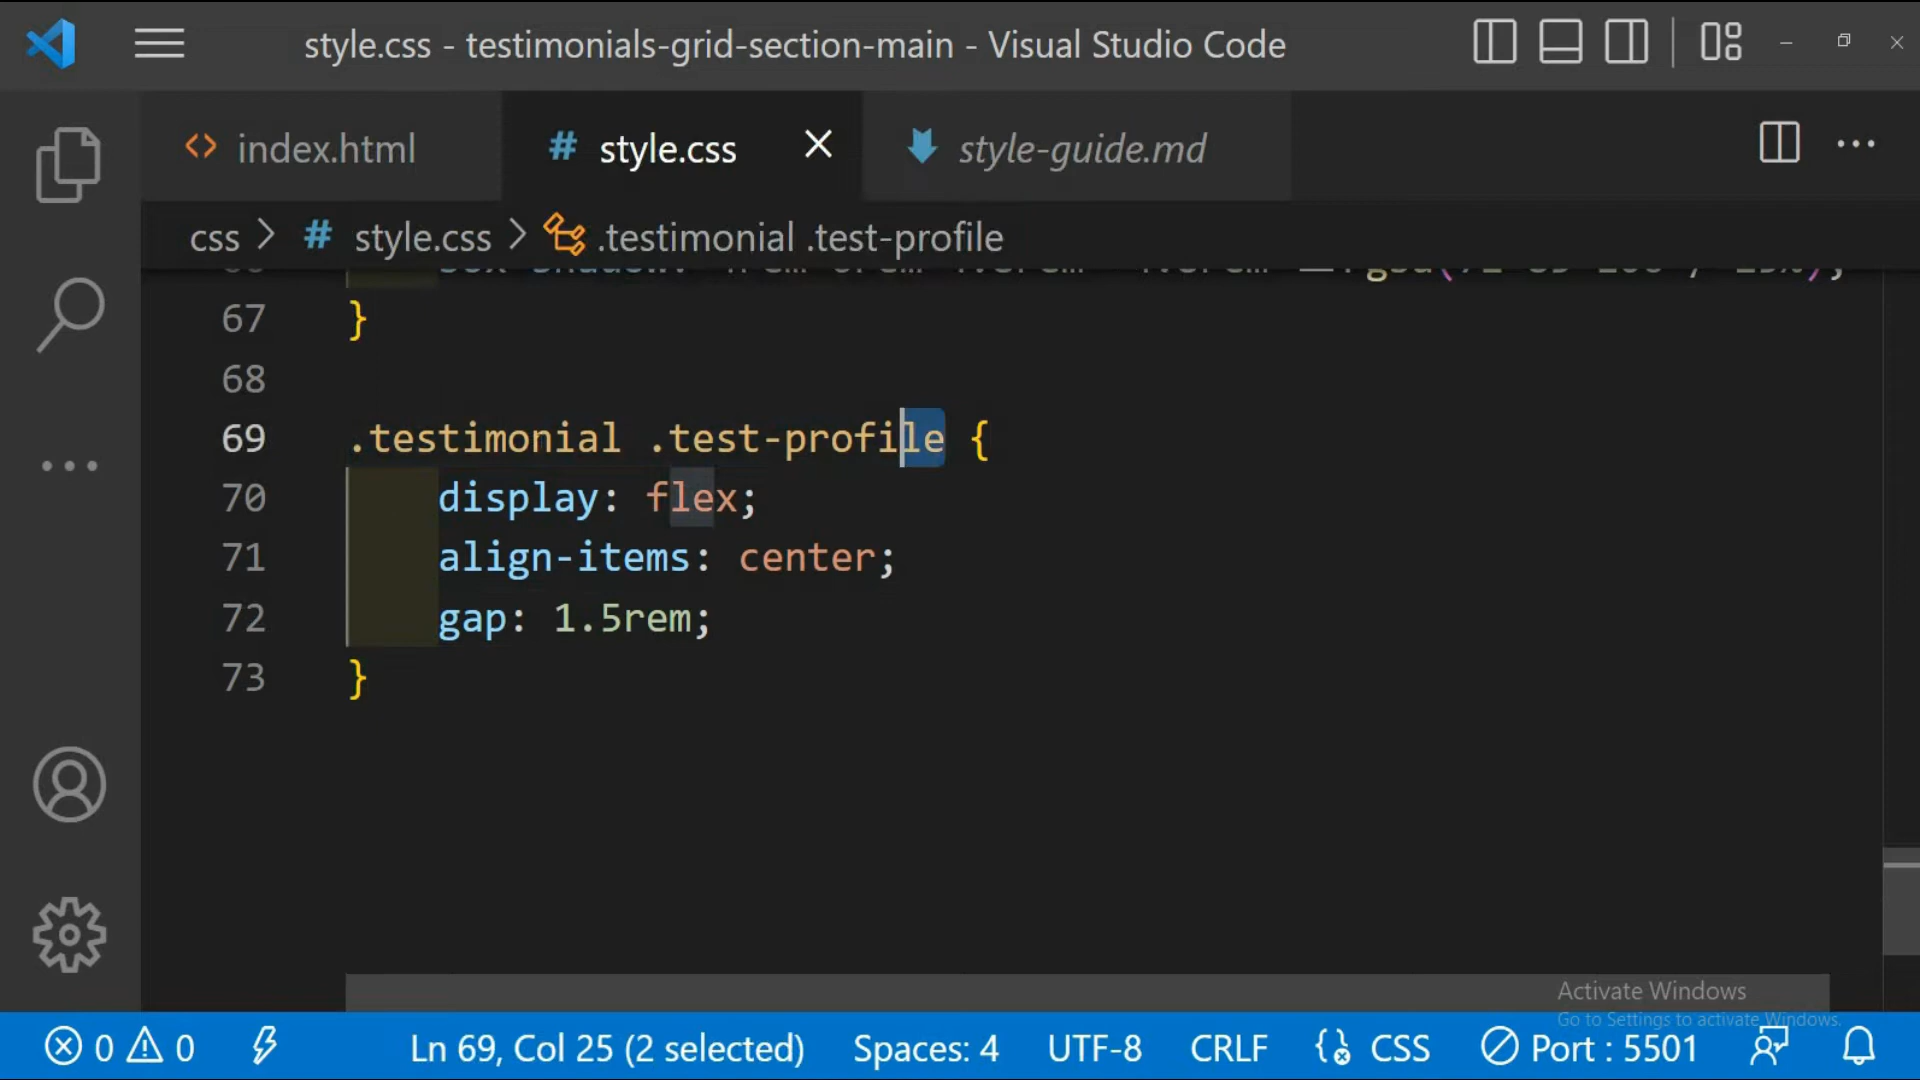 style.css - testimonials-grid-section-main - Visual Studio Code
index.html
# style.css
style-guide.md
css > # style.css > .testimonial .test-profile
67 }
68
69 .testimonial .test-profile {
70 display: flex;
71 align-items: center;
72 gap: 1.5rem;
73 }
Activate Windows
Go to Settings to activate Windows.
0 0 Ln 69, Col 25 (2 selected) Spaces: 4 UTF-8 CRLF CSS Port : 5501